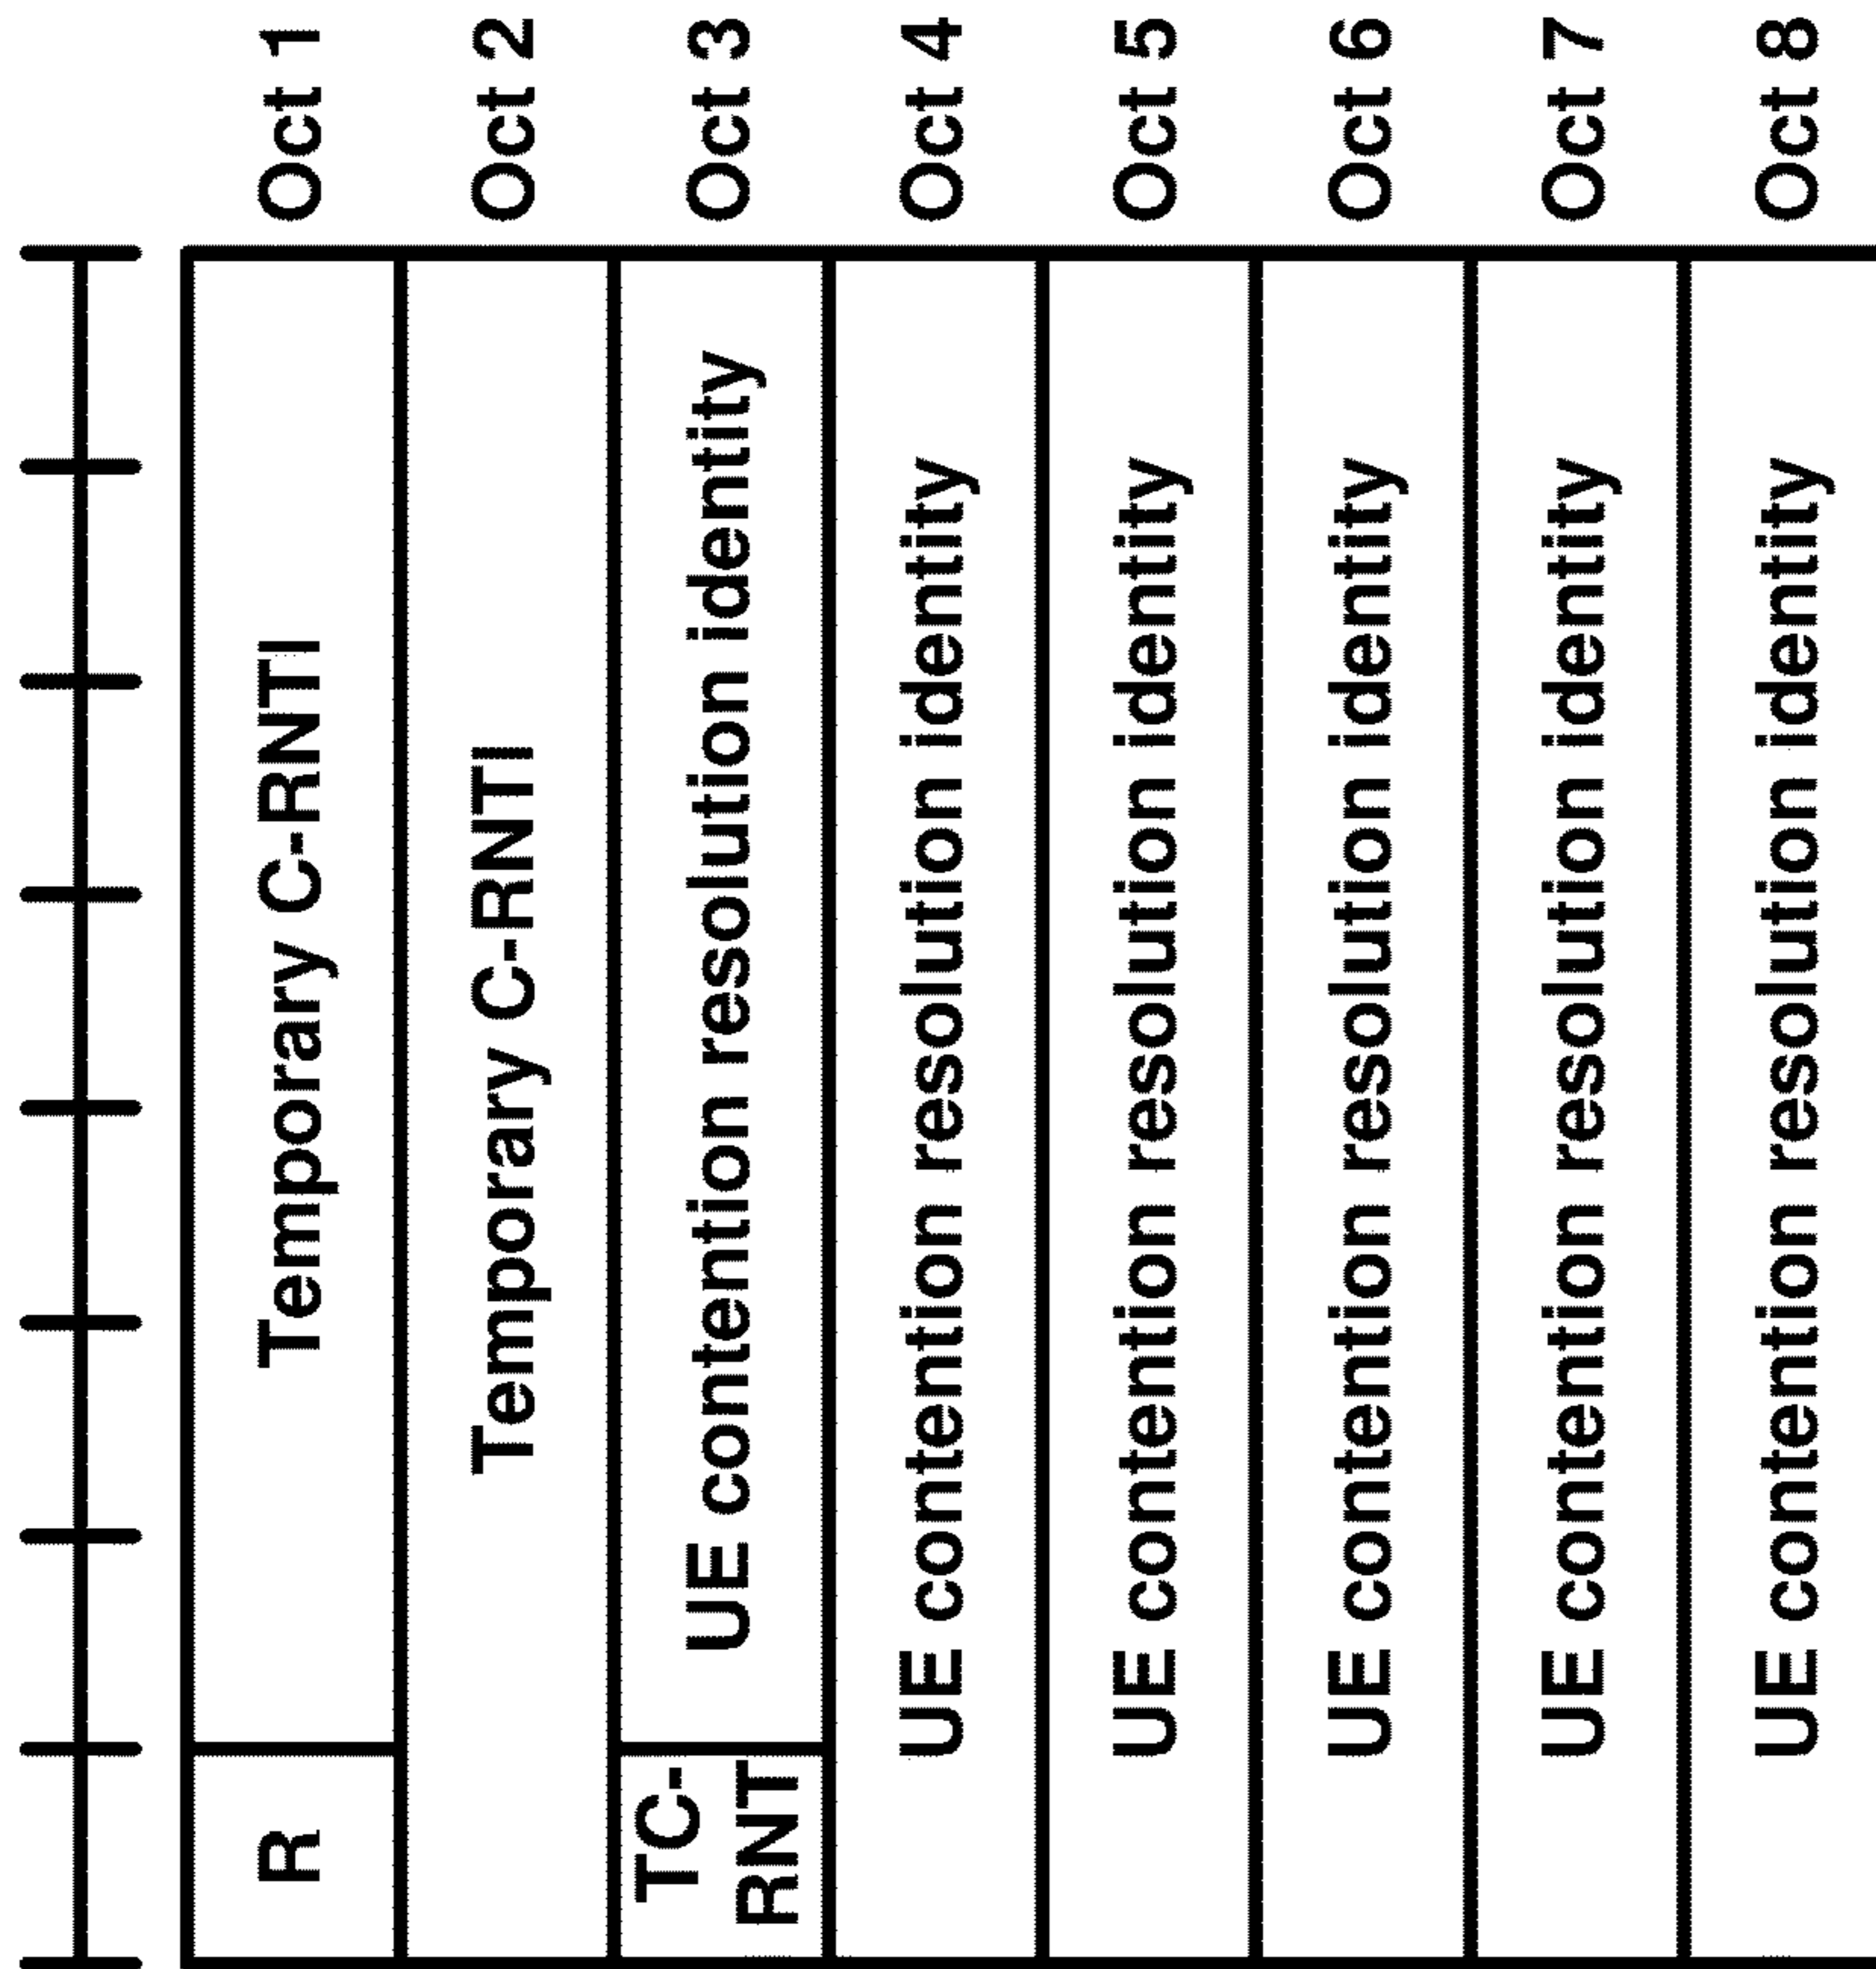 R Temporary C-RNTI Oct 1
Temporary C-RNTI Oct 2
TC-
RNT
UE contention resolution identity Oct 3
UE contention resolution identity Oct 4
UE contention resolution identity Oct 5
UE contention resolution identity Oct 6
UE contention resolution identity Oct 7
UE contention resolution identity Oct 8